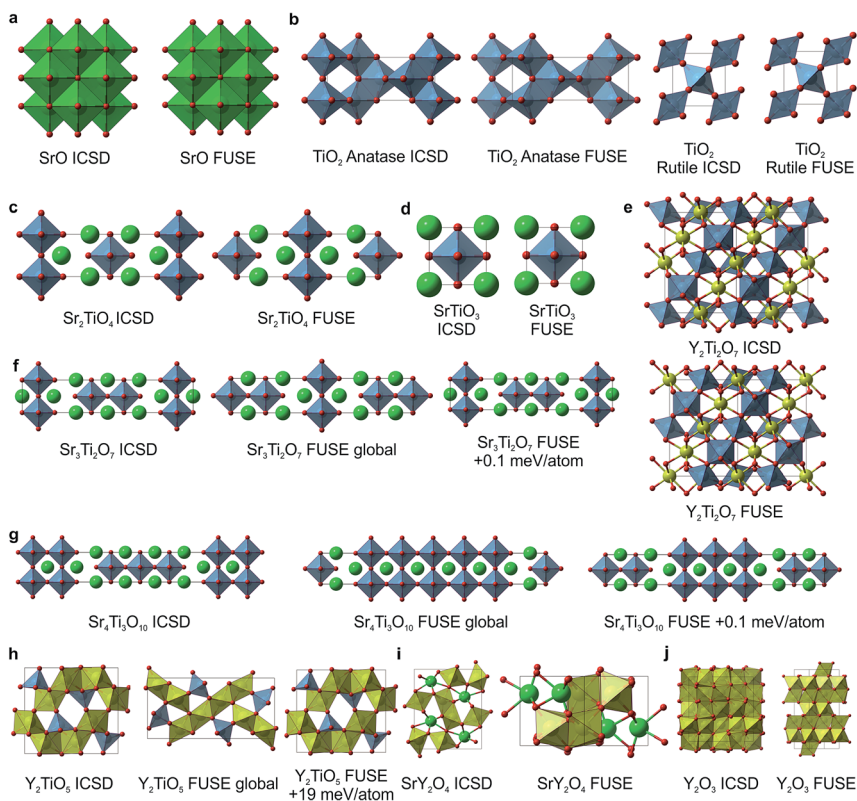 a
SrO ICSD
SrO FUSE
b
TiO₂ Anatase ICSD
TiO₂ Anatase FUSE
TiO₂
Rutile ICSD
TiO₂
Rutile FUSE
c
Sr₂TiO₄ ICSD
Sr₂TiO₄ FUSE
d
SrTiO₃
ICSD
SrTiO₃
FUSE
e
Y₂Ti₂O₇ ICSD
Y₂Ti₂O₇ FUSE
f
Sr₃Ti₂O₇ ICSD
Sr₃Ti₂O₇ FUSE global
Sr₃Ti₂O₇ FUSE
+0.1 meV/atom
g
Sr₄Ti₃O₁₀ ICSD
Sr₄Ti₃O₁₀ FUSE global
Sr₄Ti₃O₁₀ FUSE +0.1 meV/atom
h
Y₂TiO₅ ICSD
Y₂TiO₅ FUSE global
Y₂TiO₅ FUSE
+19 meV/atom
i
SrY₂O₄ ICSD
SrY₂O₄ FUSE
j
Y₂O₃ ICSD
Y₂O₃ FUSE